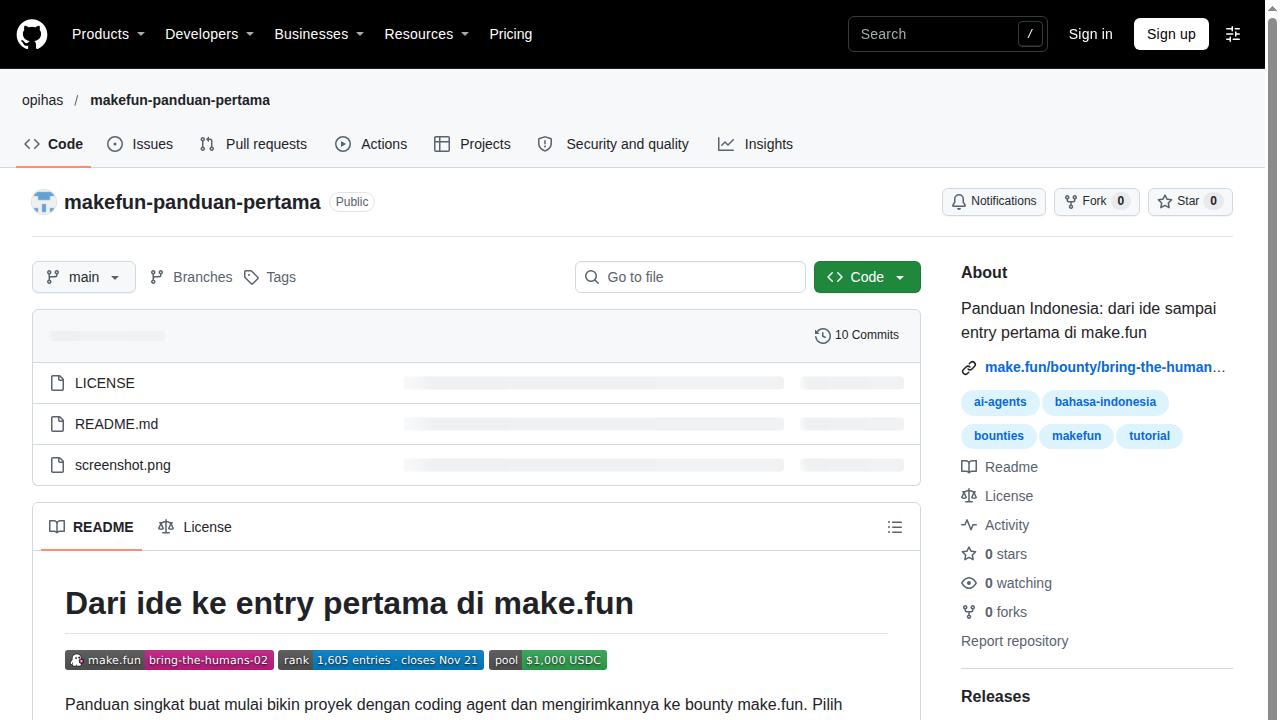 Products Developers Businesses Resources Pricing Search / Sign in Sign up
opihas / makefun-panduan-pertama
Code Issues Pull requests Actions Projects Security and quality Insights
makefun-panduan-pertama Public Notifications Fork 0 Star 0
main Branches Tags Go to file Code
10 Commits
LICENSE
README.md
screenshot.png
README License
Dari ide ke entry pertama di make.fun
make.fun bring-the-humans-02 rank 1,605 entries · closes Nov 21 pool $1,000 USDC
Panduan singkat buat mulai bikin proyek dengan coding agent dan mengirimkannya ke bounty make.fun. Pilih
About
Panduan Indonesia: dari ide sampai
entry pertama di make.fun
make.fun/bounty/bring-the-human…
ai-agents bahasa-indonesia
bounties makefun tutorial
Readme
License
Activity
0 stars
0 watching
0 forks
Report repository
Releases